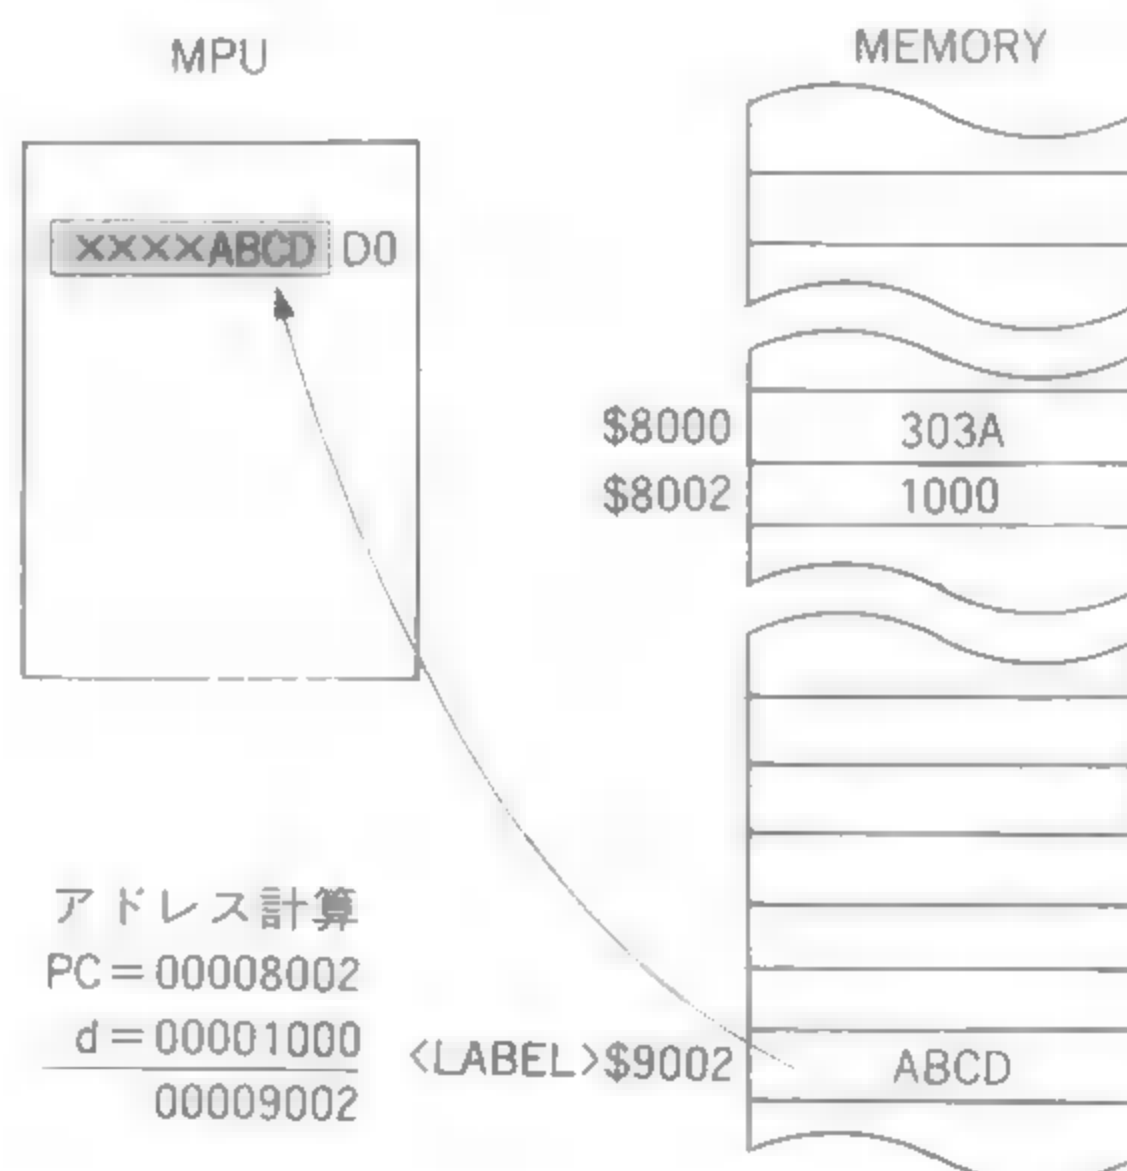 MPU
MEMORY
××××ABCD D0
$8000 303A
$8002 1000
アドレス計算
PC=00008002
d=00001000
00009002
<LABEL>$9002 ABCD